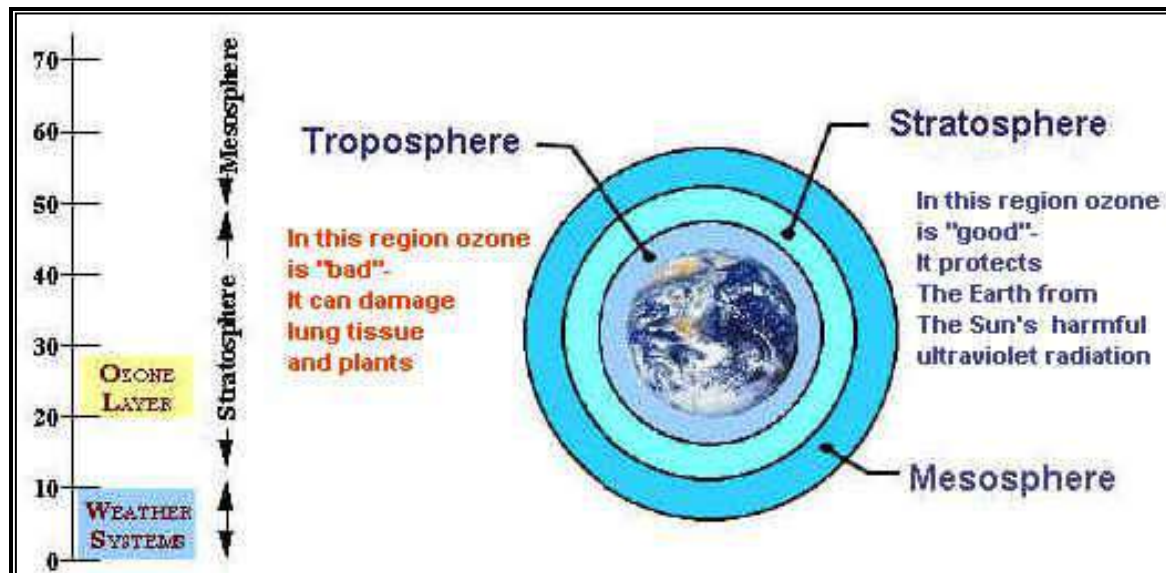 70
60
50
40
30
20
10
0
OZONE
LAYER
WEATHER
SYSTEMS
Mesosphere
Stratosphere
Troposphere
In this region ozone
is "bad"-
It can damage
lung tissue
and plants
Stratosphere
In this region ozone
is "good"-
It protects
The Earth from
The Sun's harmful
ultraviolet radiation
Mesosphere